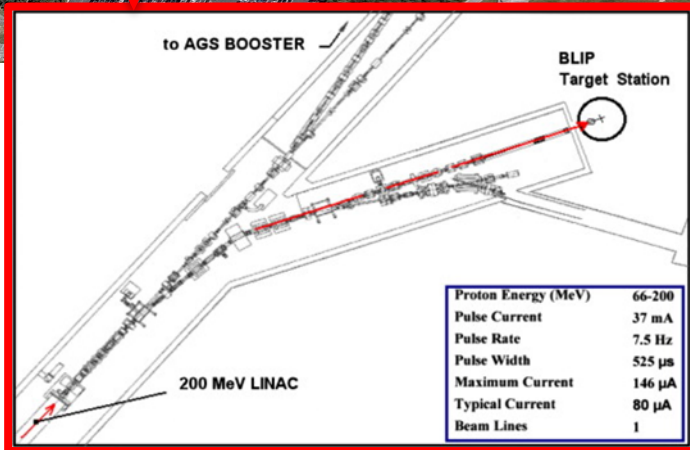 to AGS BOOSTER
BLIP
Target Station
200 MeV LINAC
Proton Energy (MeV) 66-200
Pulse Current 37 mA
Pulse Rate 7.5 Hz
Pulse Width 525 µs
Maximum Current 146 µA
Typical Current 80 µA
Beam Lines 1